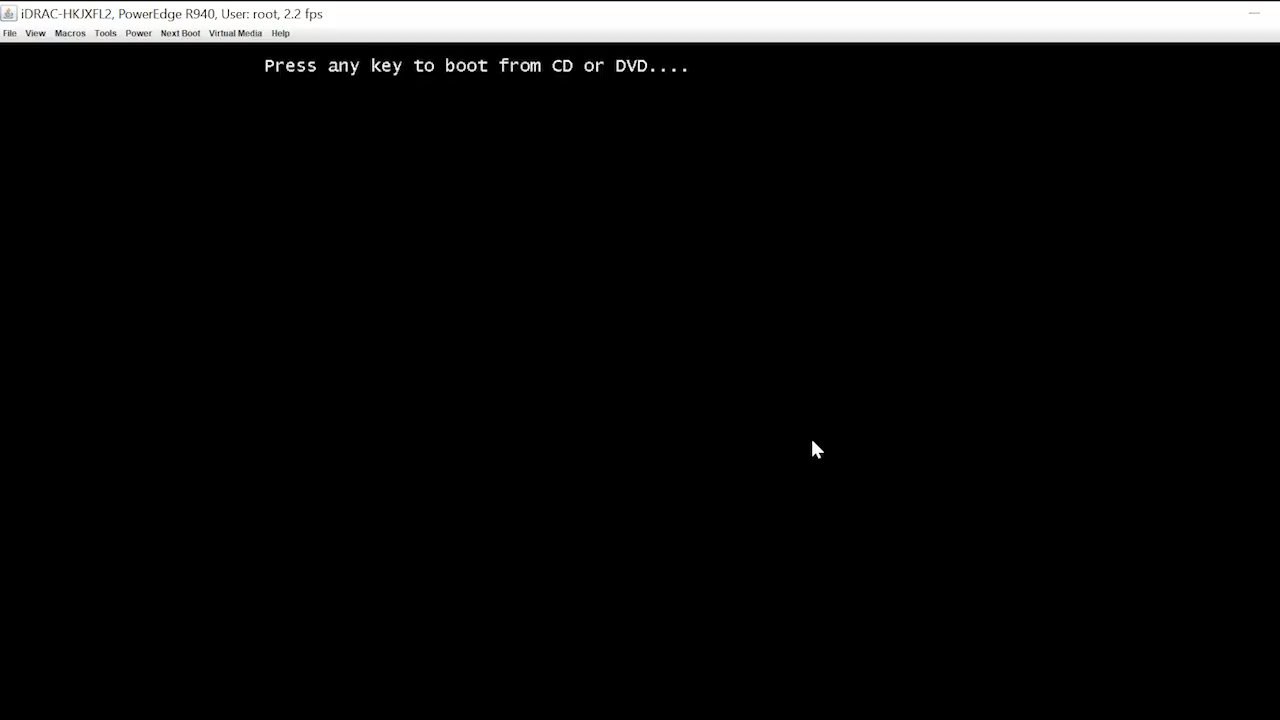 iDRAC-HKJXFL2, PowerEdge R940, User: root, 2.2 fps
File View Macros Tools Power Next Boot Virtual Media Help
Press any key to boot from CD or DVD....